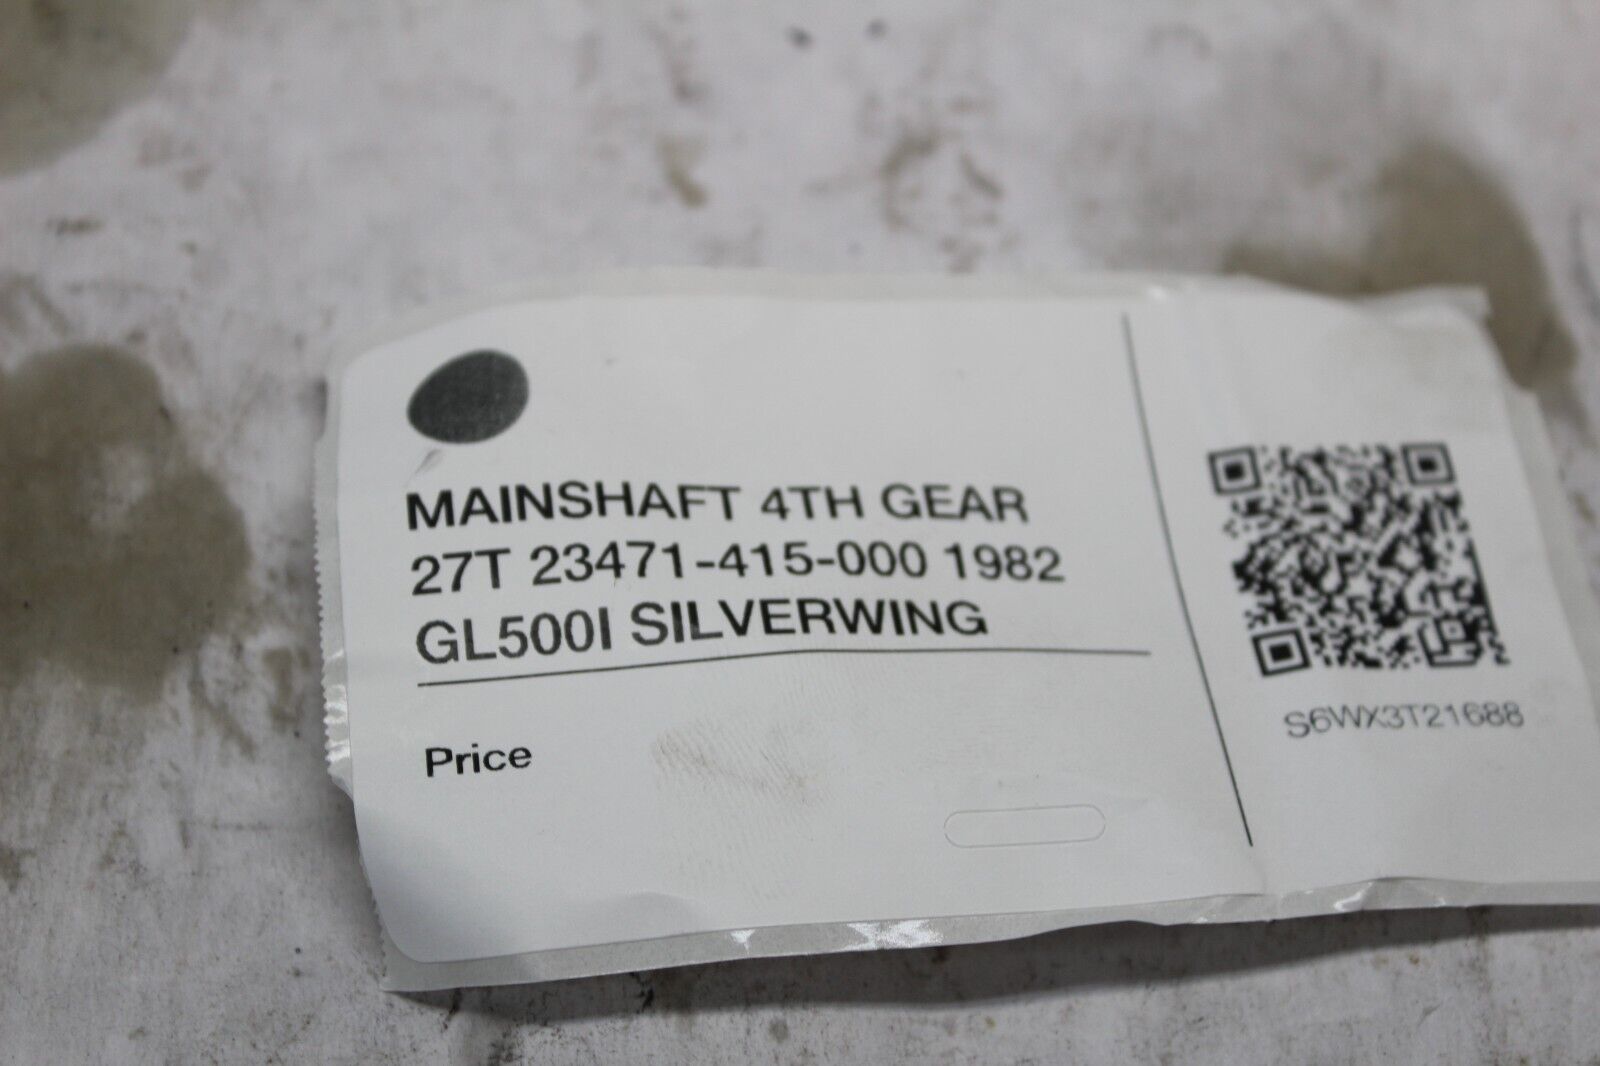 MAINSHAFT 4TH GEAR
27T 23471-415-000 1982
GL500I SILVERWING
Price
S6WX3T21688